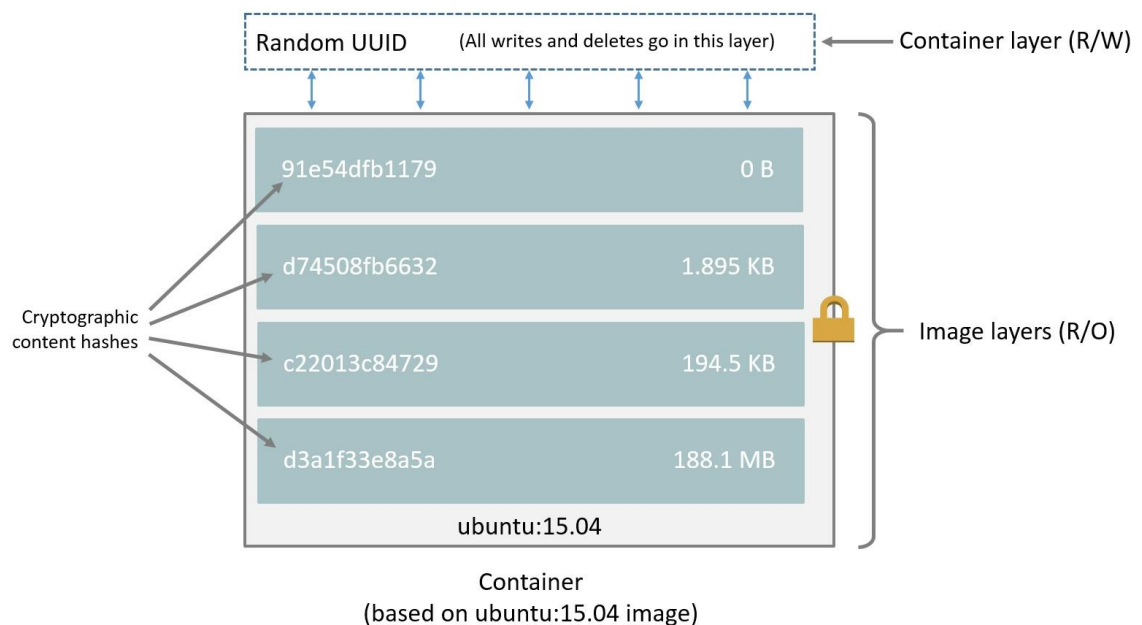 Random UUID (All writes and deletes go in this layer)
Container layer (R/W)
91e54dfb1179 0 B
d74508fb6632 1.895 KB
Cryptographic
content hashes
c22013c84729 194.5 KB
Image layers (R/O)
d3a1f33e8a5a 188.1 MB
ubuntu:15.04
Container
(based on ubuntu:15.04 image)